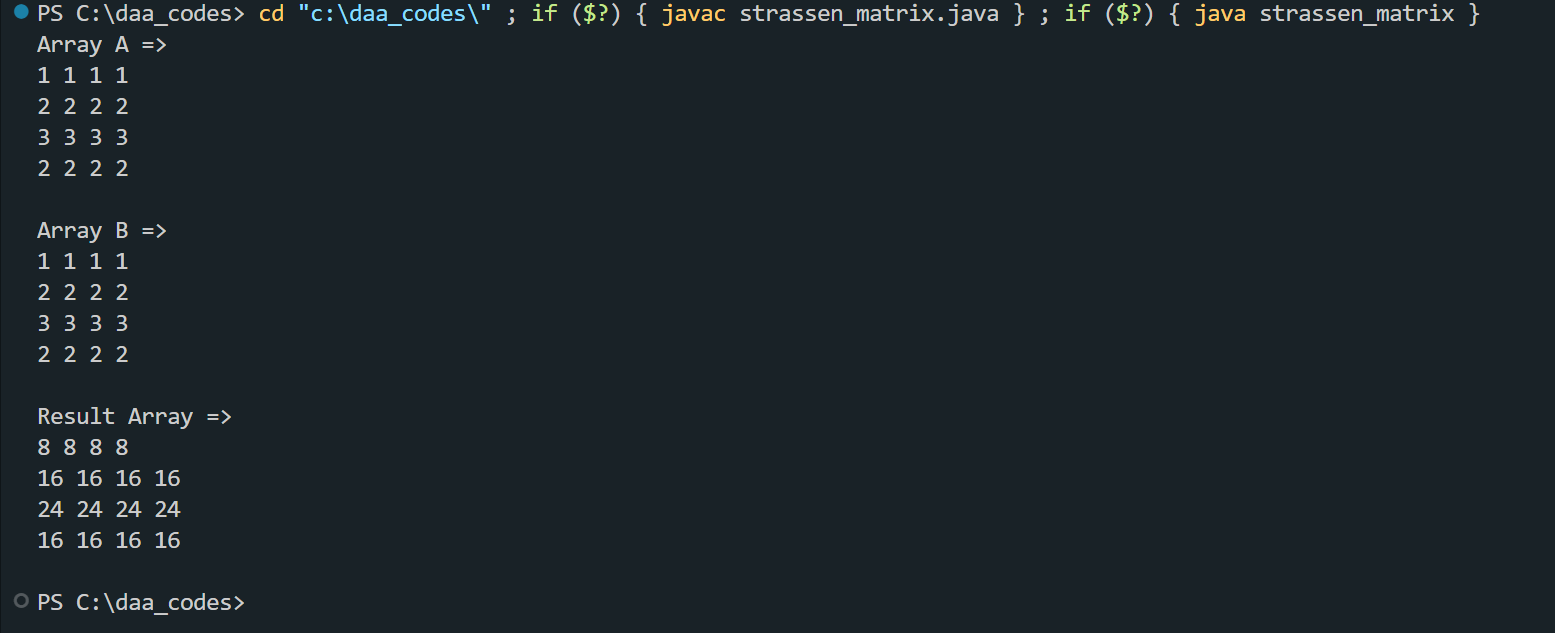 PS C:\daa_codes> cd "c:\daa_codes\" ; if ($?) { javac strassen_matrix.java } ; if ($?) { java strassen_matrix }
Array A =>
1 1 1 1
2 2 2 2
3 3 3 3
2 2 2 2
Array B =>
1 1 1 1
2 2 2 2
3 3 3 3
2 2 2 2
Result Array =>
8 8 8 8
16 16 16 16
24 24 24 24
16 16 16 16
PS C:\daa_codes>